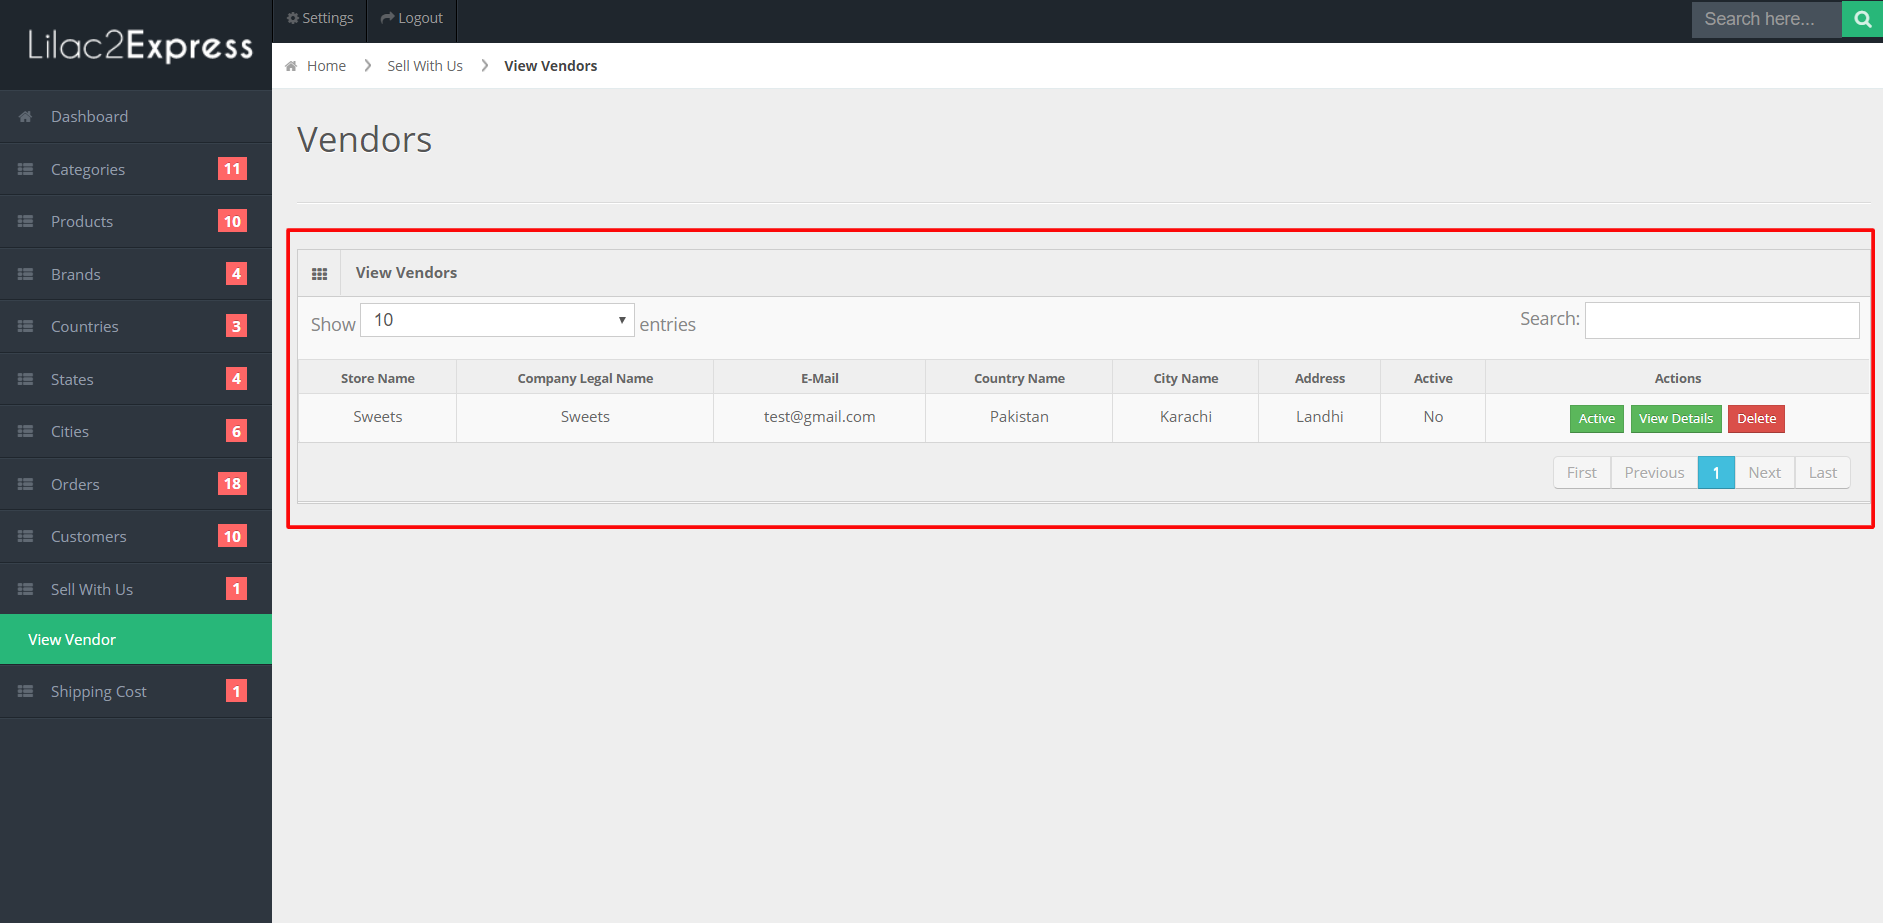 Lilac2Express
Settings Logout
Search here...
Home Sell With Us View Vendors
Dashboard
Categories 11
Products 10
Brands 4
Countries 3
States 4
Cities 6
Orders 18
Customers 10
Sell With Us 1
View Vendor
Shipping Cost 1
Vendors
View Vendors
Show 10 entries Search:
Store Name Company Legal Name E-Mail Country Name City Name Address Active Actions
Sweets Sweets test@gmail.com Pakistan Karachi Landhi No Active View Details Delete
First Previous 1 Next Last